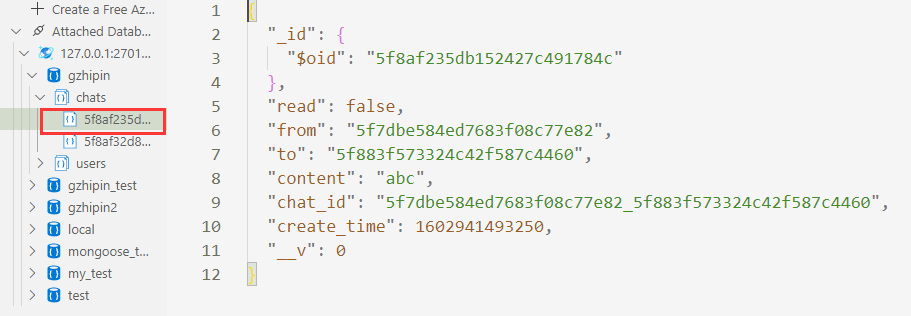 Create a Free Az...
Attached Datab...
127.0.0.1:2701...
gzhipin
chats
5f8af235d...
5f8af32d8...
users
gzhipin_test
gzhipin2
local
mongoose_t...
my_test
test
1 {
2 "_id": {
3 "$oid": "5f8af235db152427c491784c"
4 },
5 "read": false,
6 "from": "5f7dbe584ed7683f08c77e82",
7 "to": "5f883f573324c42f587c4460",
8 "content": "abc",
9 "chat_id": "5f7dbe584ed7683f08c77e82_5f883f573324c42f587c4460",
10 "create_time": 1602941493250,
11 "__v": 0
12 }